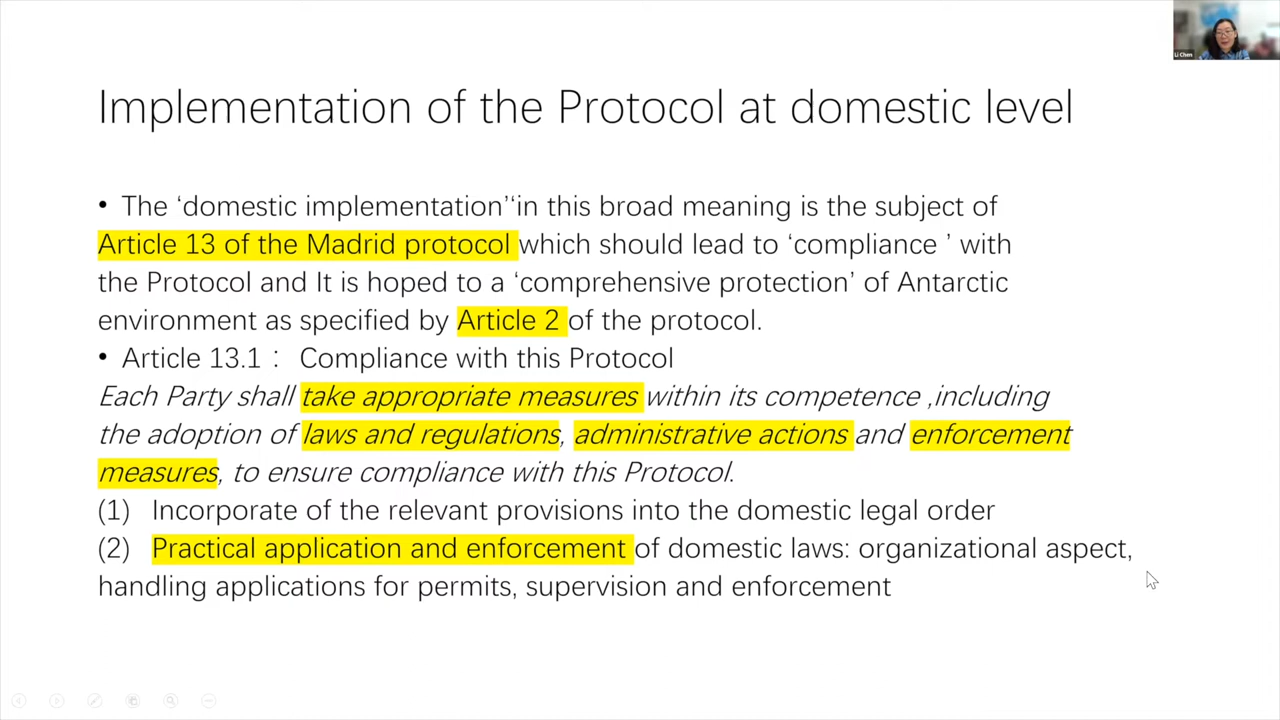 Li Chen
Implementation of the Protocol at domestic level
• The ‘domestic implementation’‘in this broad meaning is the subject of
Article 13 of the Madrid protocol which should lead to ‘compliance ’ with
the Protocol and It is hoped to a ‘comprehensive protection’ of Antarctic
environment as specified by Article 2 of the protocol.
• Article 13.1： Compliance with this Protocol
Each Party shall take appropriate measures within its competence ,including
the adoption of laws and regulations, administrative actions and enforcement
measures, to ensure compliance with this Protocol.
(1) Incorporate of the relevant provisions into the domestic legal order
(2) Practical application and enforcement of domestic laws: organizational aspect,
handling applications for permits, supervision and enforcement